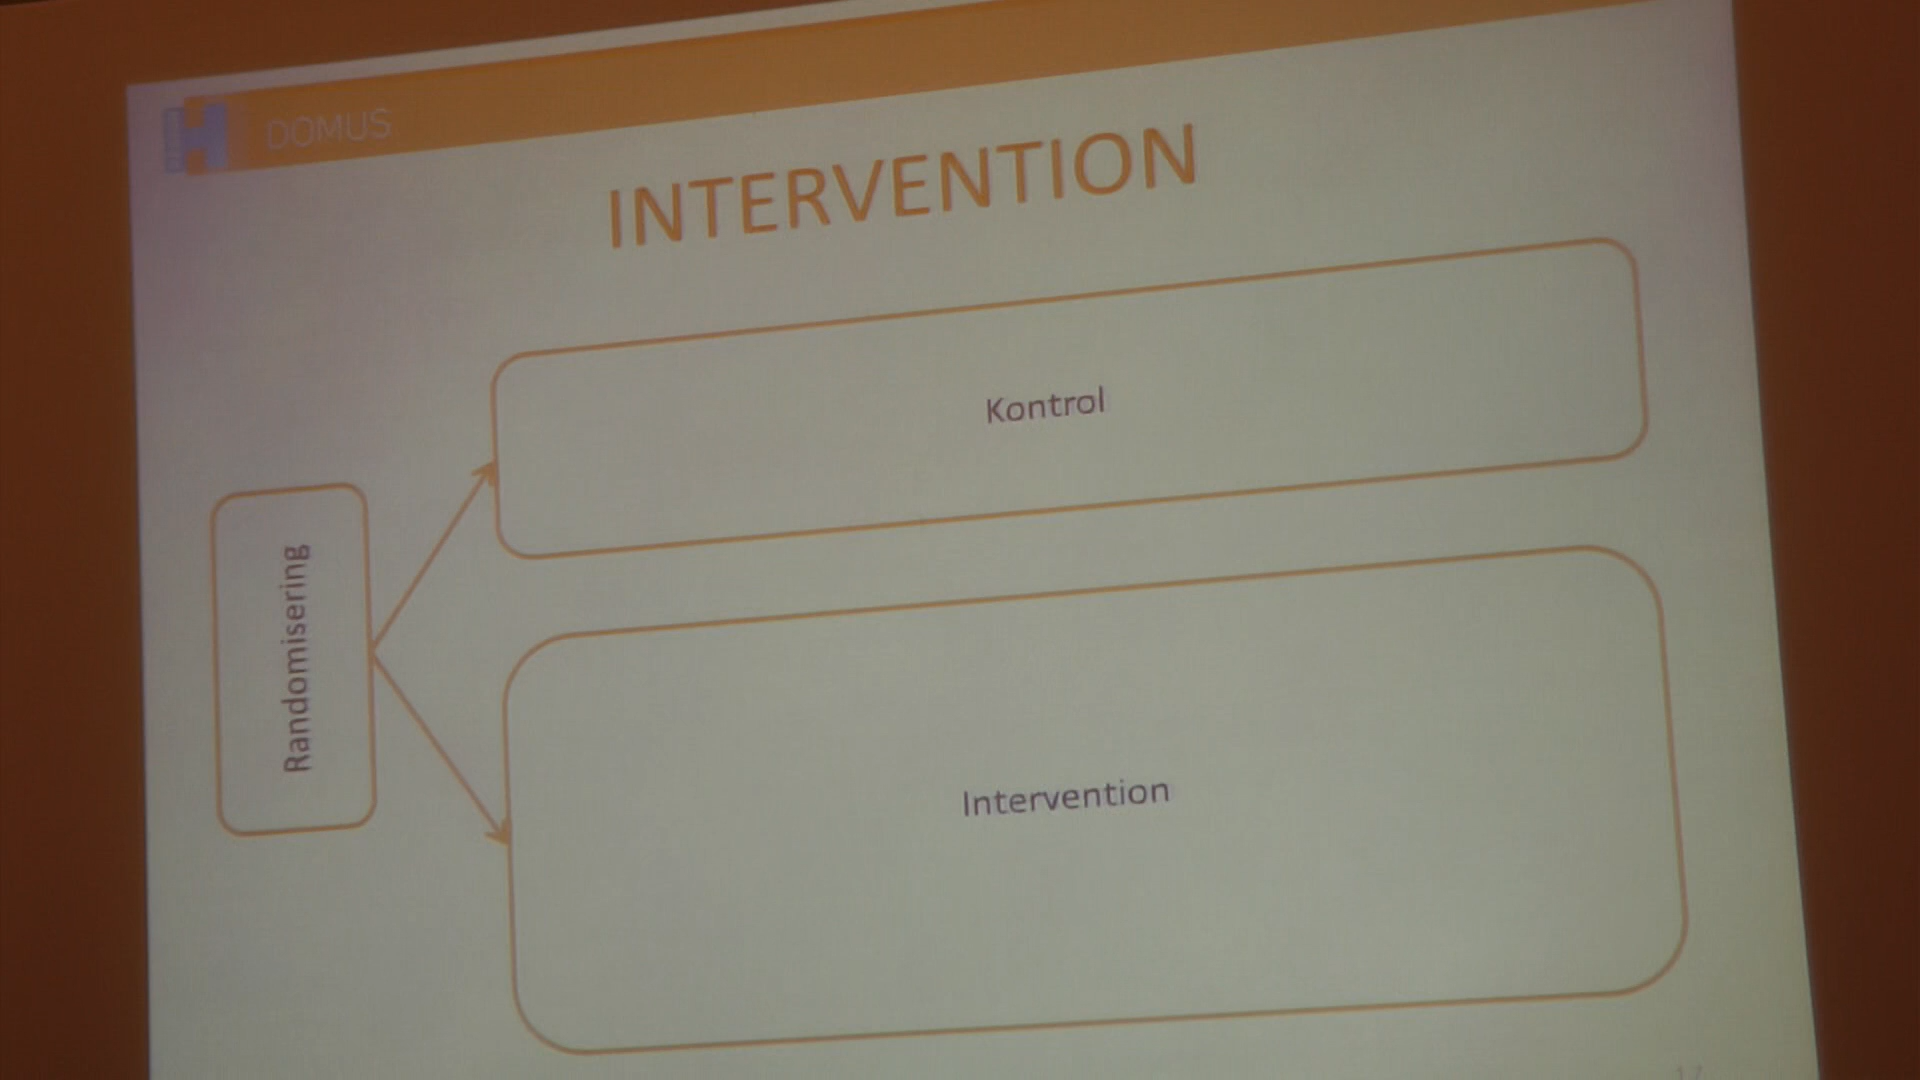 DOMUS
INTERVENTION
Kontrol
Randomisering
Intervention